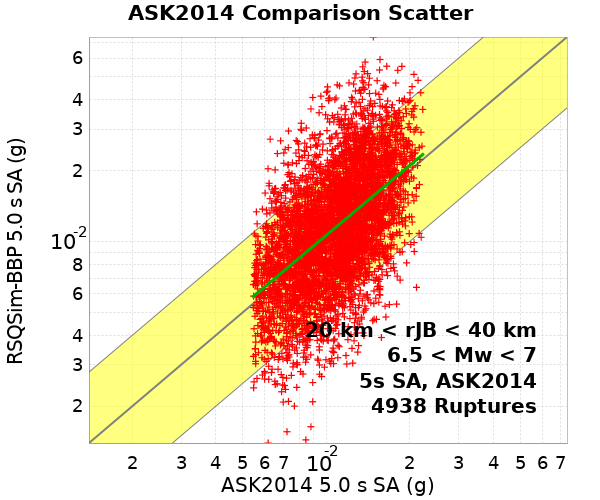 ASK2014 Comparison Scatter
RSQSim-BBP 5.0 s SA (g)
6
4
3
2
10-2
8
6
4
3
2
20 km < rJB < 40 km
6.5 < Mw < 7
5s SA, ASK2014
4938 Ruptures
2 3 4 5 6 7 10-2 2 3 4 5 6 7
ASK2014 5.0 s SA (g)